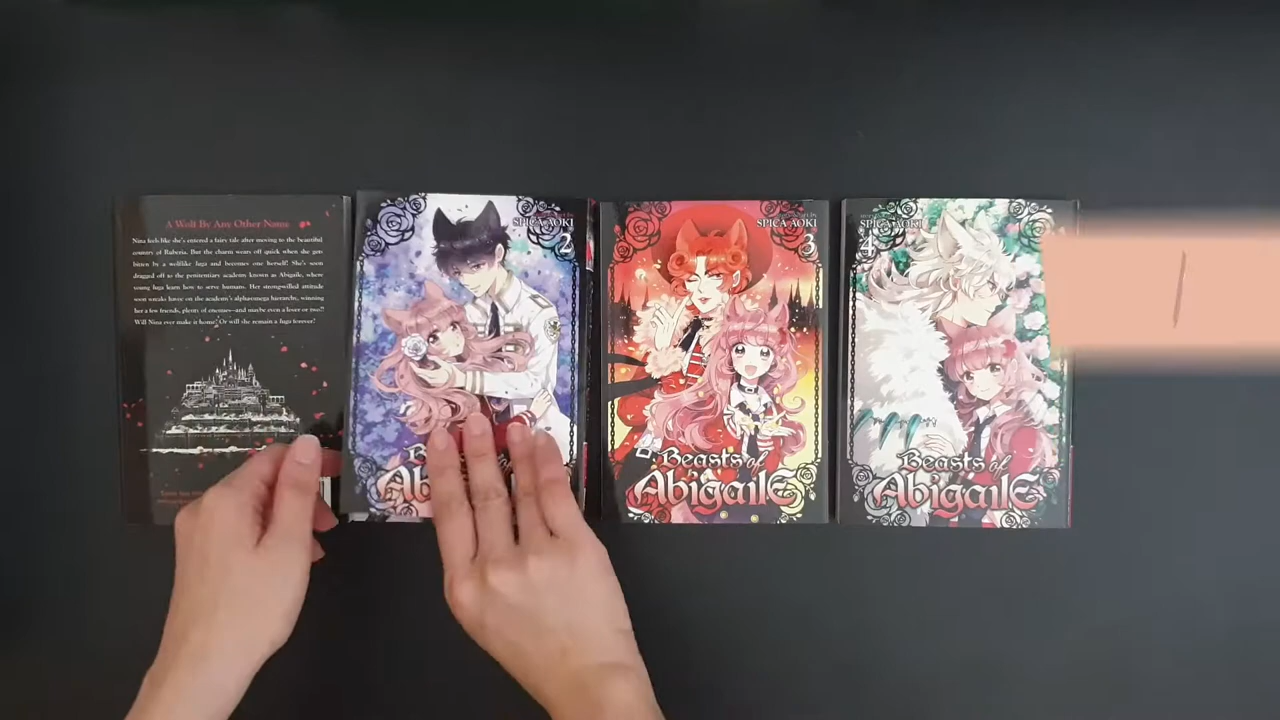 A Wolf By Any Other Name
Nina feels like she's entered a fairy tale after moving to the beautiful
country of Ruberia. But the charm wears off quick when she gets
bitten by a wolflike luga and becomes one herself! She's soon
dragged off to the penitentiary academy known as Abigaile, where
young luga learn how to serve humans. Her strong-willed attitude
soon wreaks havoc on the academy's alpha/omega hierarchy, winning
her a few friends, plenty of enemies—and maybe even a lover or two?!
Will Nina ever make it home? Or will she remain a luga forever?
SPICA AOKI
2
SPICA AOKI
3
Beasts of
Abigaile
SPICA AOKI
4
Beasts of
Abigaile